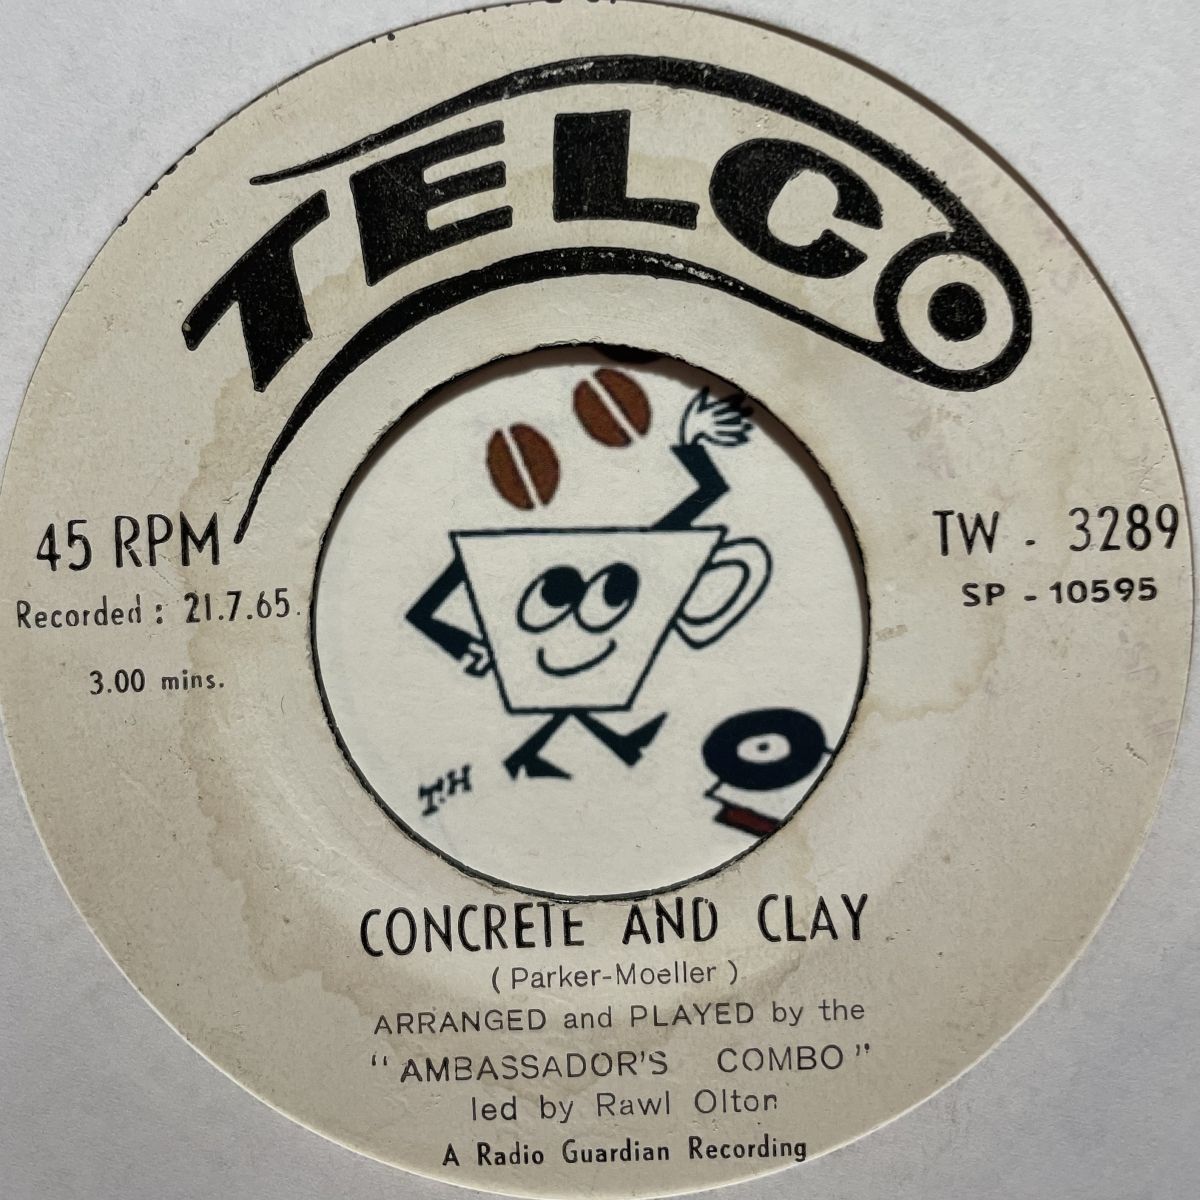 TELCO
45 RPM
Recorded : 21.7.65.
3.00 mins.
TW - 3289
SP - 10595
T.H
CONCRETE AND CLAY
( Parker-Moeller )
ARRANGED and PLAYED by the
“ AMBASSADOR'S COMBO ”
led by Rawl Olton
A Radio Guardian Recording